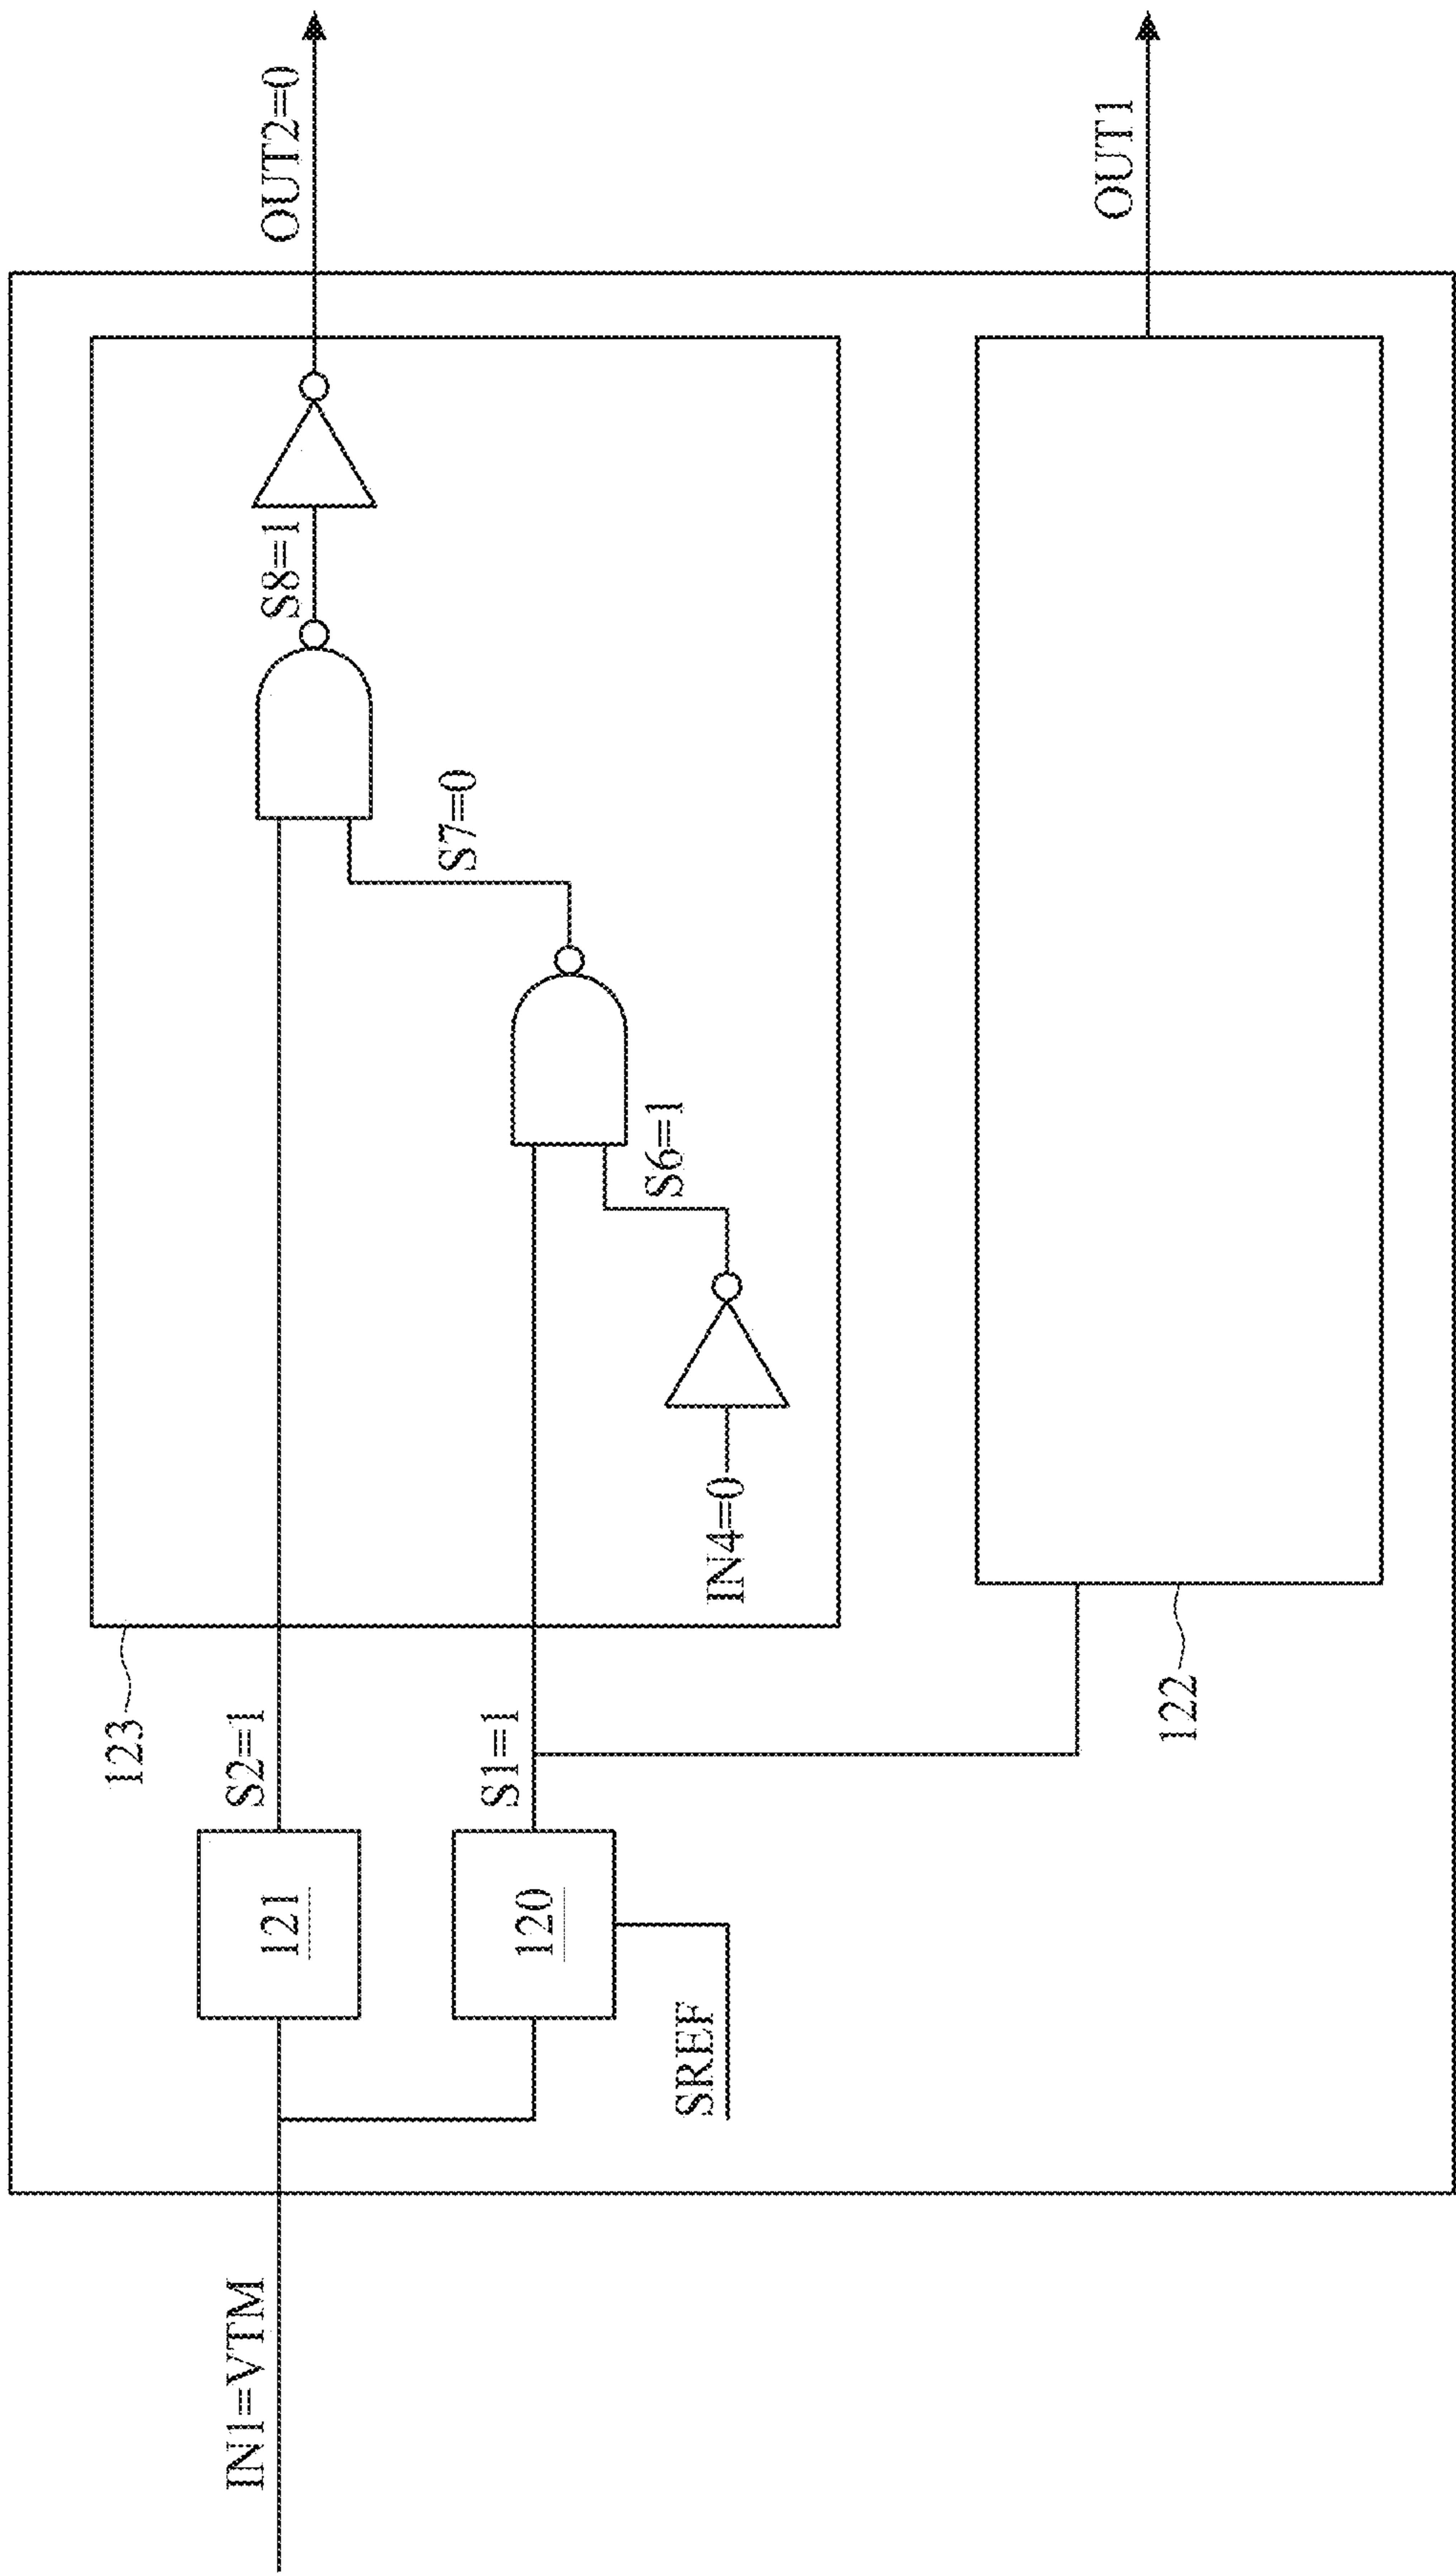 IN1=VTM
121
S2=1
123
120
S1=1
SREF
IN4=0
S6=1
S7=0
S8=1
OUT2=0
122
OUT1